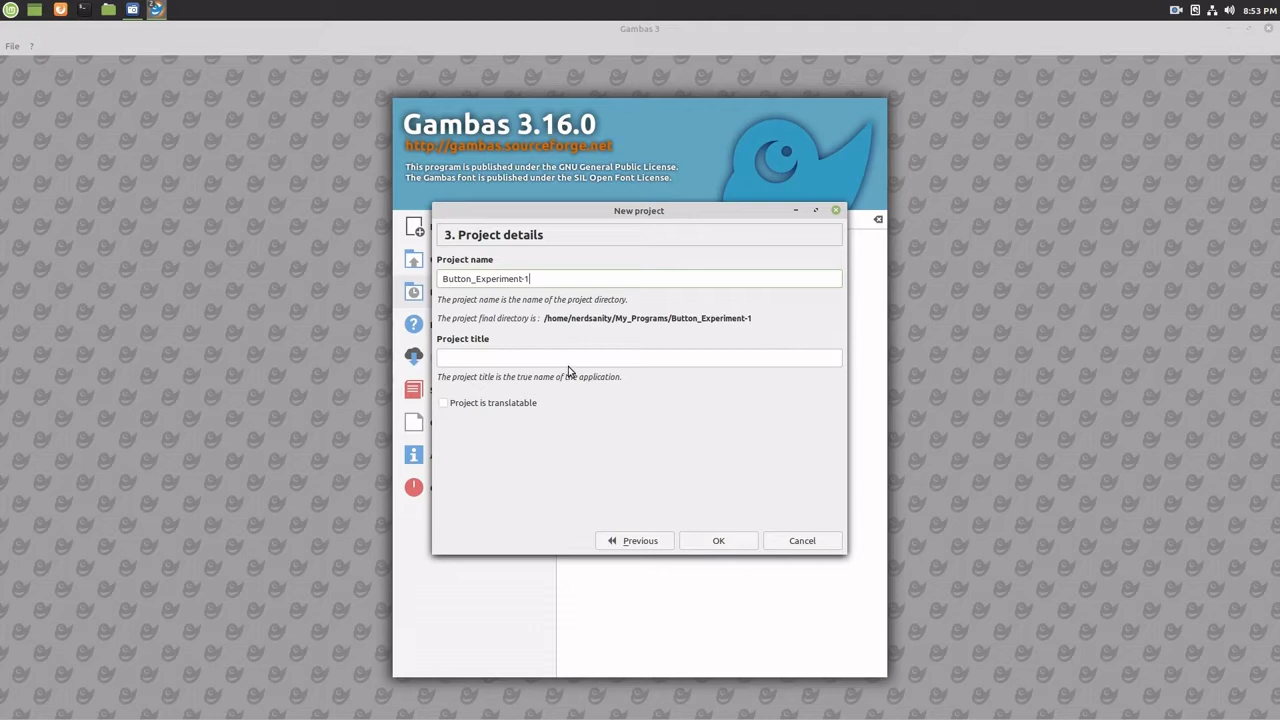 8:53 PM
Gambas 3
File ?
Gambas 3.16.0
http://gambas.sourceforge.net
This program is published under the GNU General Public License.
The Gambas font is published under the SIL Open Font License.
New project
3. Project details
Project name
Button_Experiment-1
The project name is the name of the project directory.
The project final directory is : /home/nerdsanity/My_Programs/Button_Experiment-1
Project title
The project title is the true name of the application.
Project is translatable
Previous
OK
Cancel